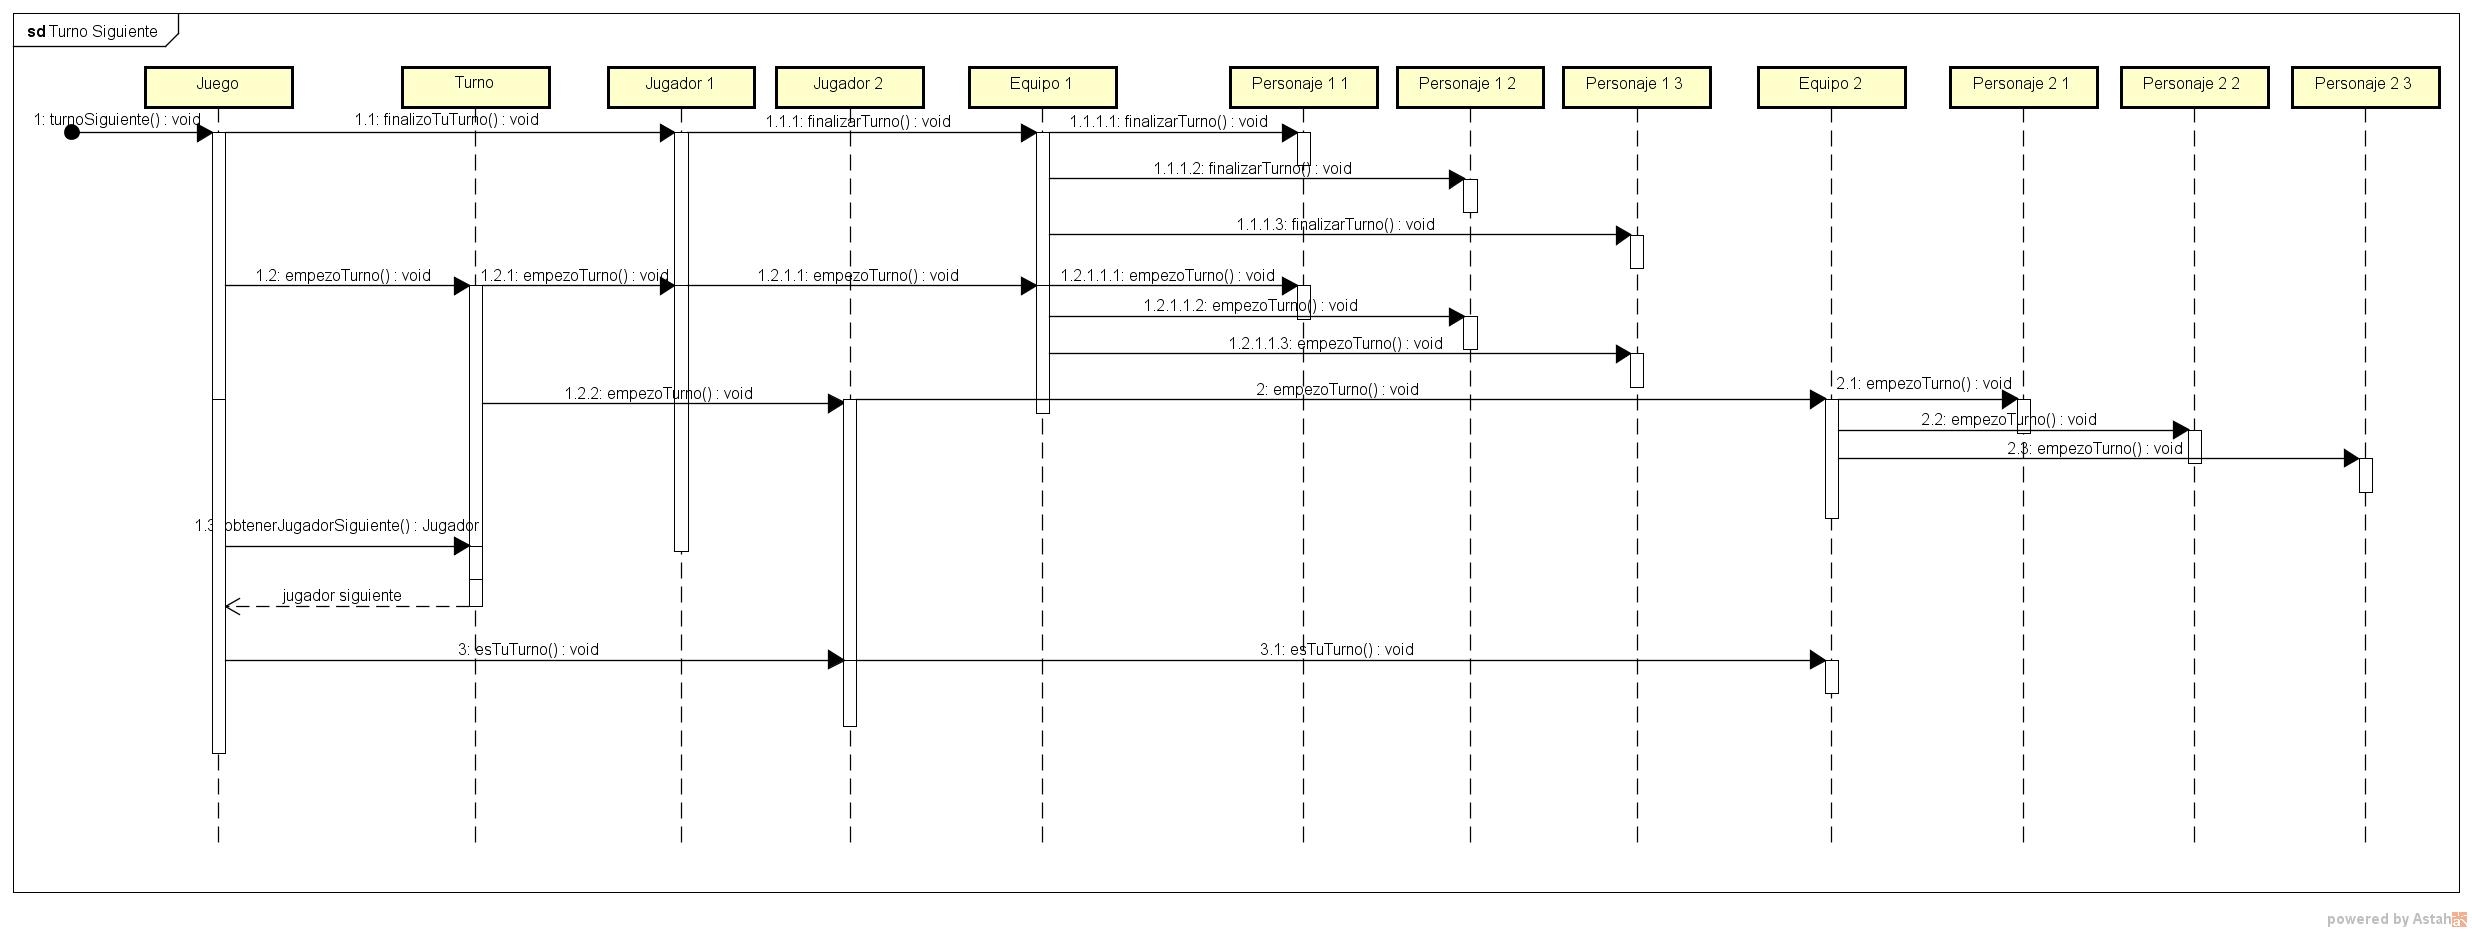 sd Turno Siguiente
Juego
Turno
Jugador 1
Jugador 2
Equipo 1
Personaje 1 1
Personaje 1 2
Personaje 1 3
Equipo 2
Personaje 2 1
Personaje 2 2
Personaje 2 3
1: turnoSiguiente() : void
1.1: finalizoTuTurno() : void
1.1.1: finalizarTurno() : void
1.1.1.1: finalizarTurno() : void
1.1.1.2: finalizarTurno() : void
1.1.1.3: finalizarTurno() : void
1.2: empezoTurno() : void
1.2.1: empezoTurno() : void
1.2.1.1: empezoTurno() : void
1.2.1.1.1: empezoTurno() : void
1.2.1.1.2: empezoTurno() : void
1.2.1.1.3: empezoTurno() : void
1.2.2: empezoTurno() : void
2: empezoTurno() : void
2.1: empezoTurno() : void
2.2: empezoTurno() : void
2.3: empezoTurno() : void
1.3: obtenerJugadorSiguiente() : Jugador
jugador siguiente
3: esTuTurno() : void
3.1: esTuTurno() : void
powered by Astah